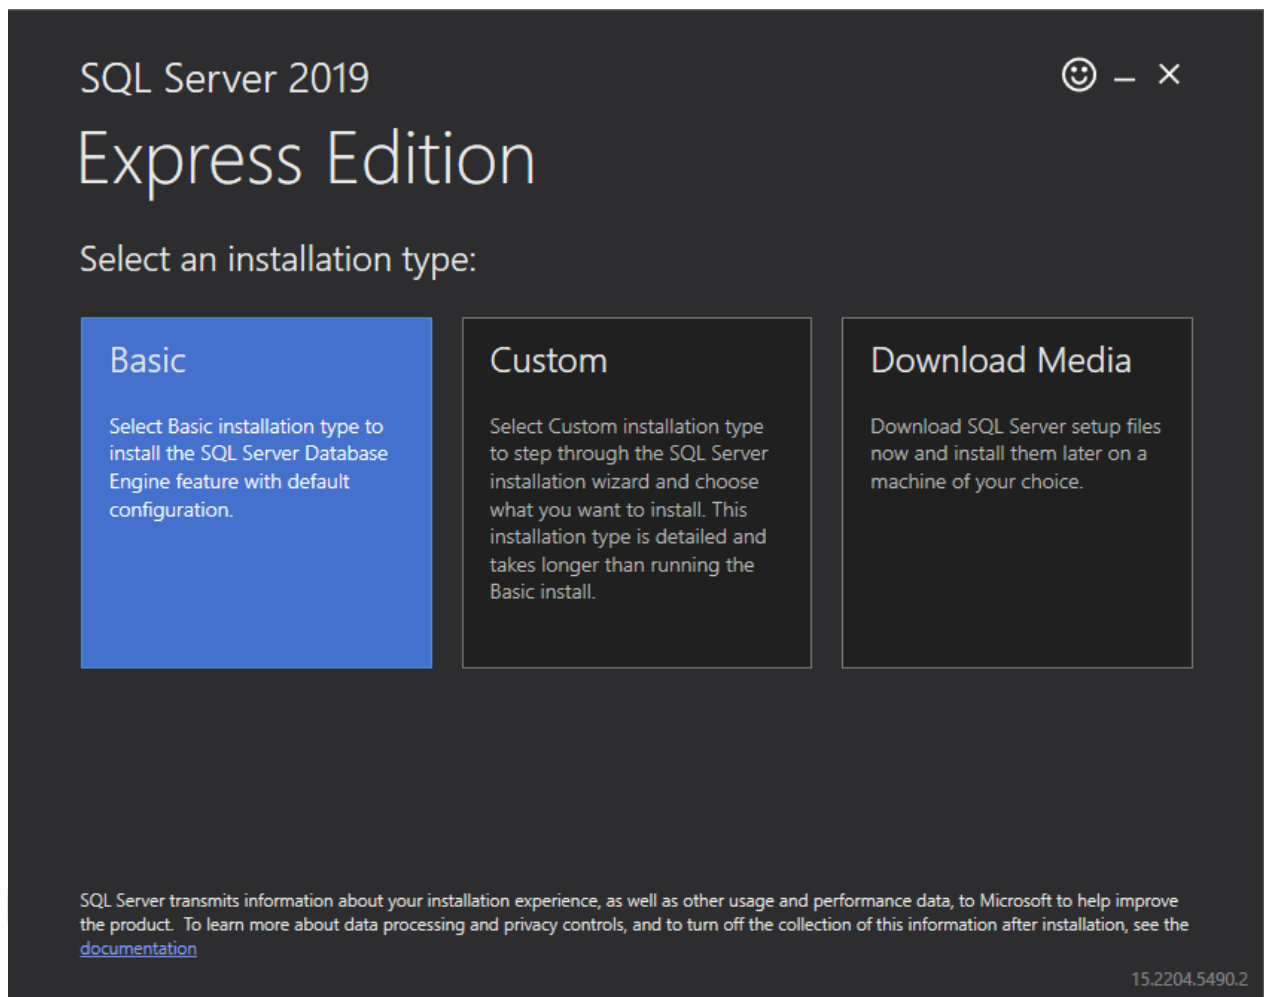 SQL Server 2019
Express Edition
Select an installation type:
Basic
Select Basic installation type to
install the SQL Server Database
Engine feature with default
configuration.
Custom
Select Custom installation type
to step through the SQL Server
installation wizard and choose
what you want to install. This
installation type is detailed and
takes longer than running the
Basic install.
Download Media
Download SQL Server setup files
now and install them later on a
machine of your choice.
SQL Server transmits information about your installation experience, as well as other usage and performance data, to Microsoft to help improve
the product.  To learn more about data processing and privacy controls, and to turn off the collection of this information after installation, see the
documentation
15.2204.5490.2